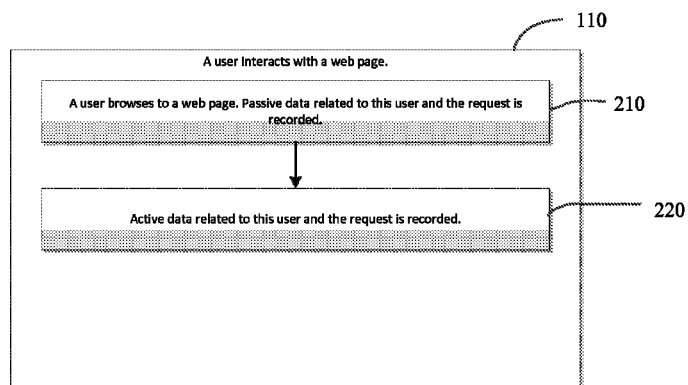 110
A user interacts with a web page.
A user browses to a web page. Passive data related to this user and the request is
recorded.
210
Active data related to this user and the request is recorded.
220